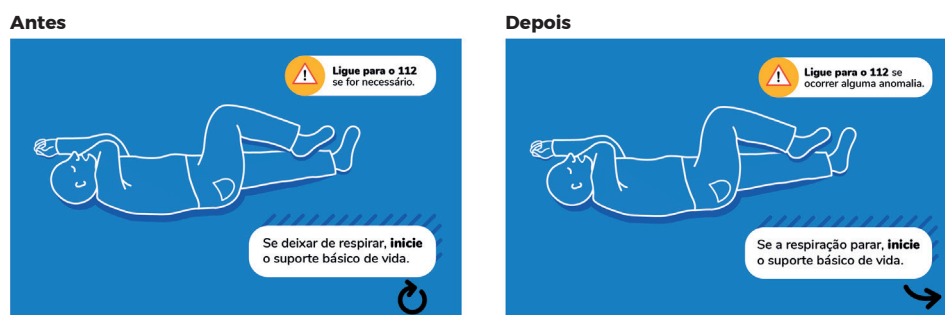 Antes
Ligue para o 112
se for necessário.
Se deixar de respirar, inicie
o suporte básico de vida.
Depois
Ligue para o 112 se
ocorrer alguma anomalia.
Se a respiração parar, inicie
o suporte básico de vida.